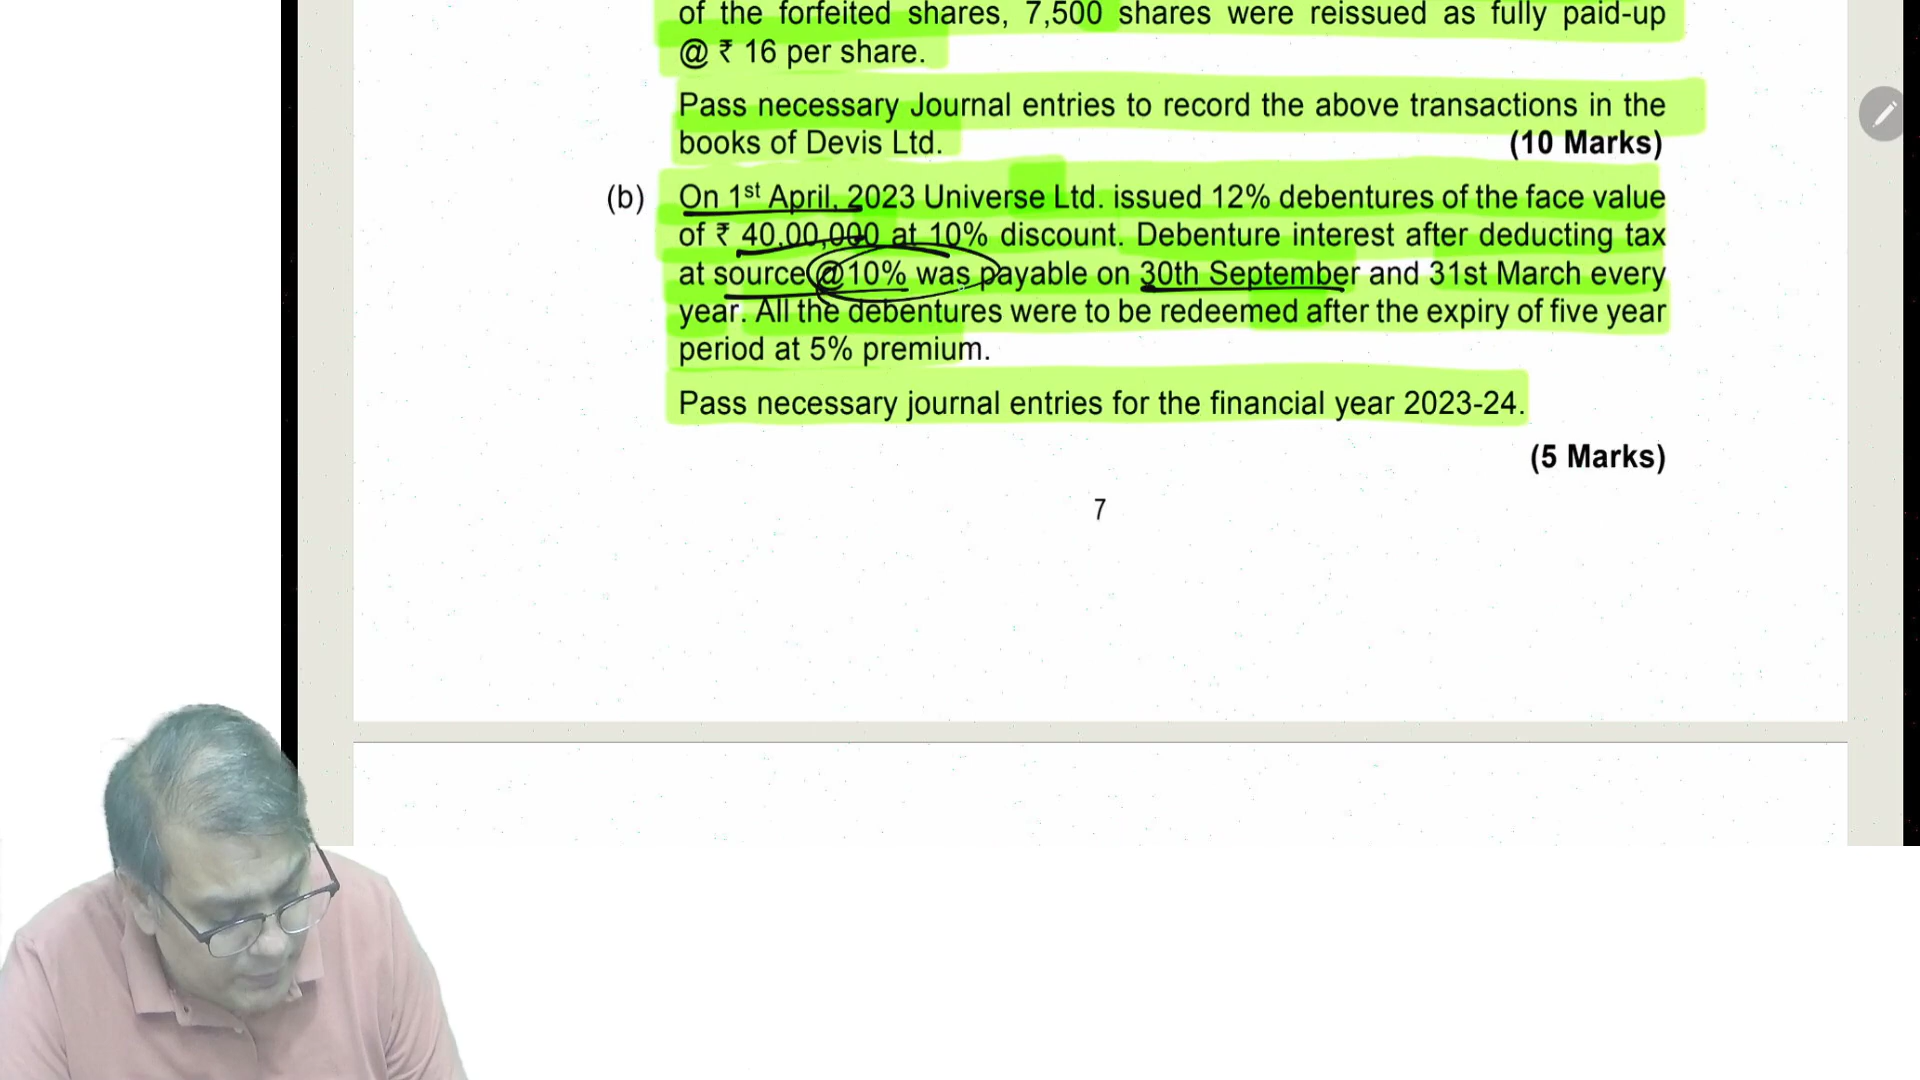 of the forfeited shares, 7,500 shares were reissued as fully paid-up
@ ₹ 16 per share.
Pass necessary Journal entries to record the above transactions in the
books of Devis Ltd. (10 Marks)
(b) On 1st April, 2023 Universe Ltd. issued 12% debentures of the face value
of ₹ 40,00,000 at 10% discount. Debenture interest after deducting tax
at source @10% was payable on 30th September and 31st March every
year. All the debentures were to be redeemed after the expiry of five year
period at 5% premium.
Pass necessary journal entries for the financial year 2023-24.
(5 Marks)
7